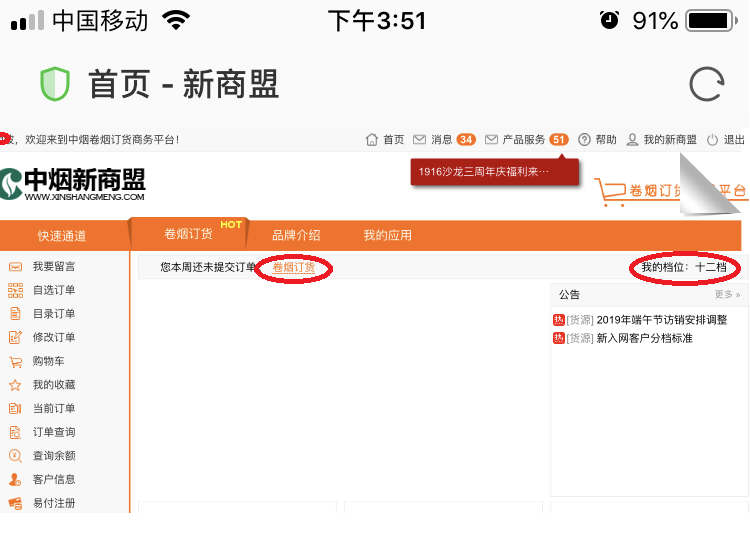 中国移动 下午3:51 91%
首页 - 新商盟
,欢迎来到中烟卷烟订货商务平台! 首页 消息 34 产品服务 51 帮助 我的新商盟 退出
1916沙龙三周年庆福利来···
中烟新商盟
WWW.XINSHANGMENG.COM
卷烟订货 平台
快速通道 卷烟订货 HOT 品牌介绍 我的应用
您本周还未提交订单 卷烟订货 我的档位: 十二档
我要留言
自选订单
目录订单
修改订单
购物车
我的收藏
当前订单
订单查询
查询余额
客户信息
易付注册
公告 更多 »
热 [货源] 2019年端午节访销安排调整
热 [货源] 新入网客户分档标准